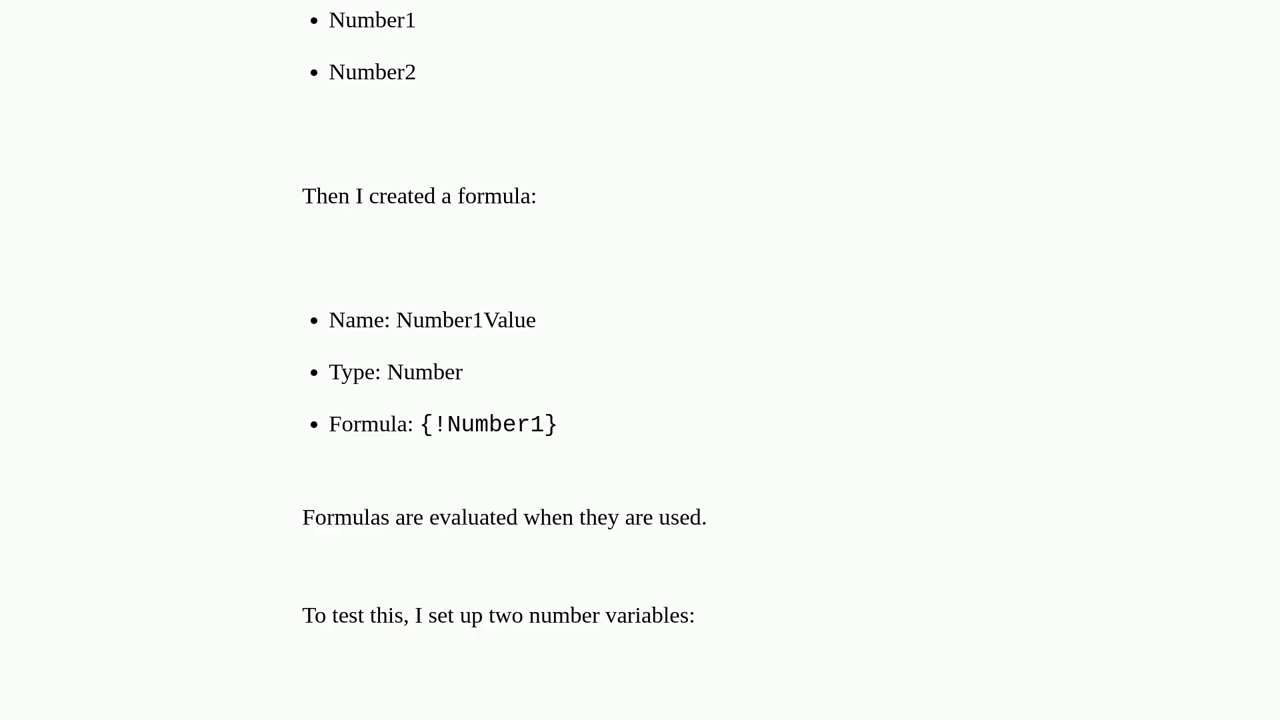 • Number1
• Number2
Then I created a formula:
• Name: Number1Value
• Type: Number
• Formula: {!Number1}
Formulas are evaluated when they are used.
To test this, I set up two number variables: